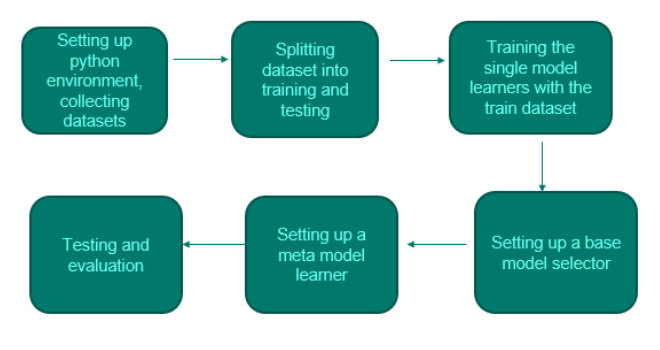 Setting up
python
environment,
collecting
datasets
Splitting
dataset into
training and
testing
Training the
single model
learners with the
train dataset
Setting up a base
model selector
Setting up a
meta model
learner
Testing and
evaluation